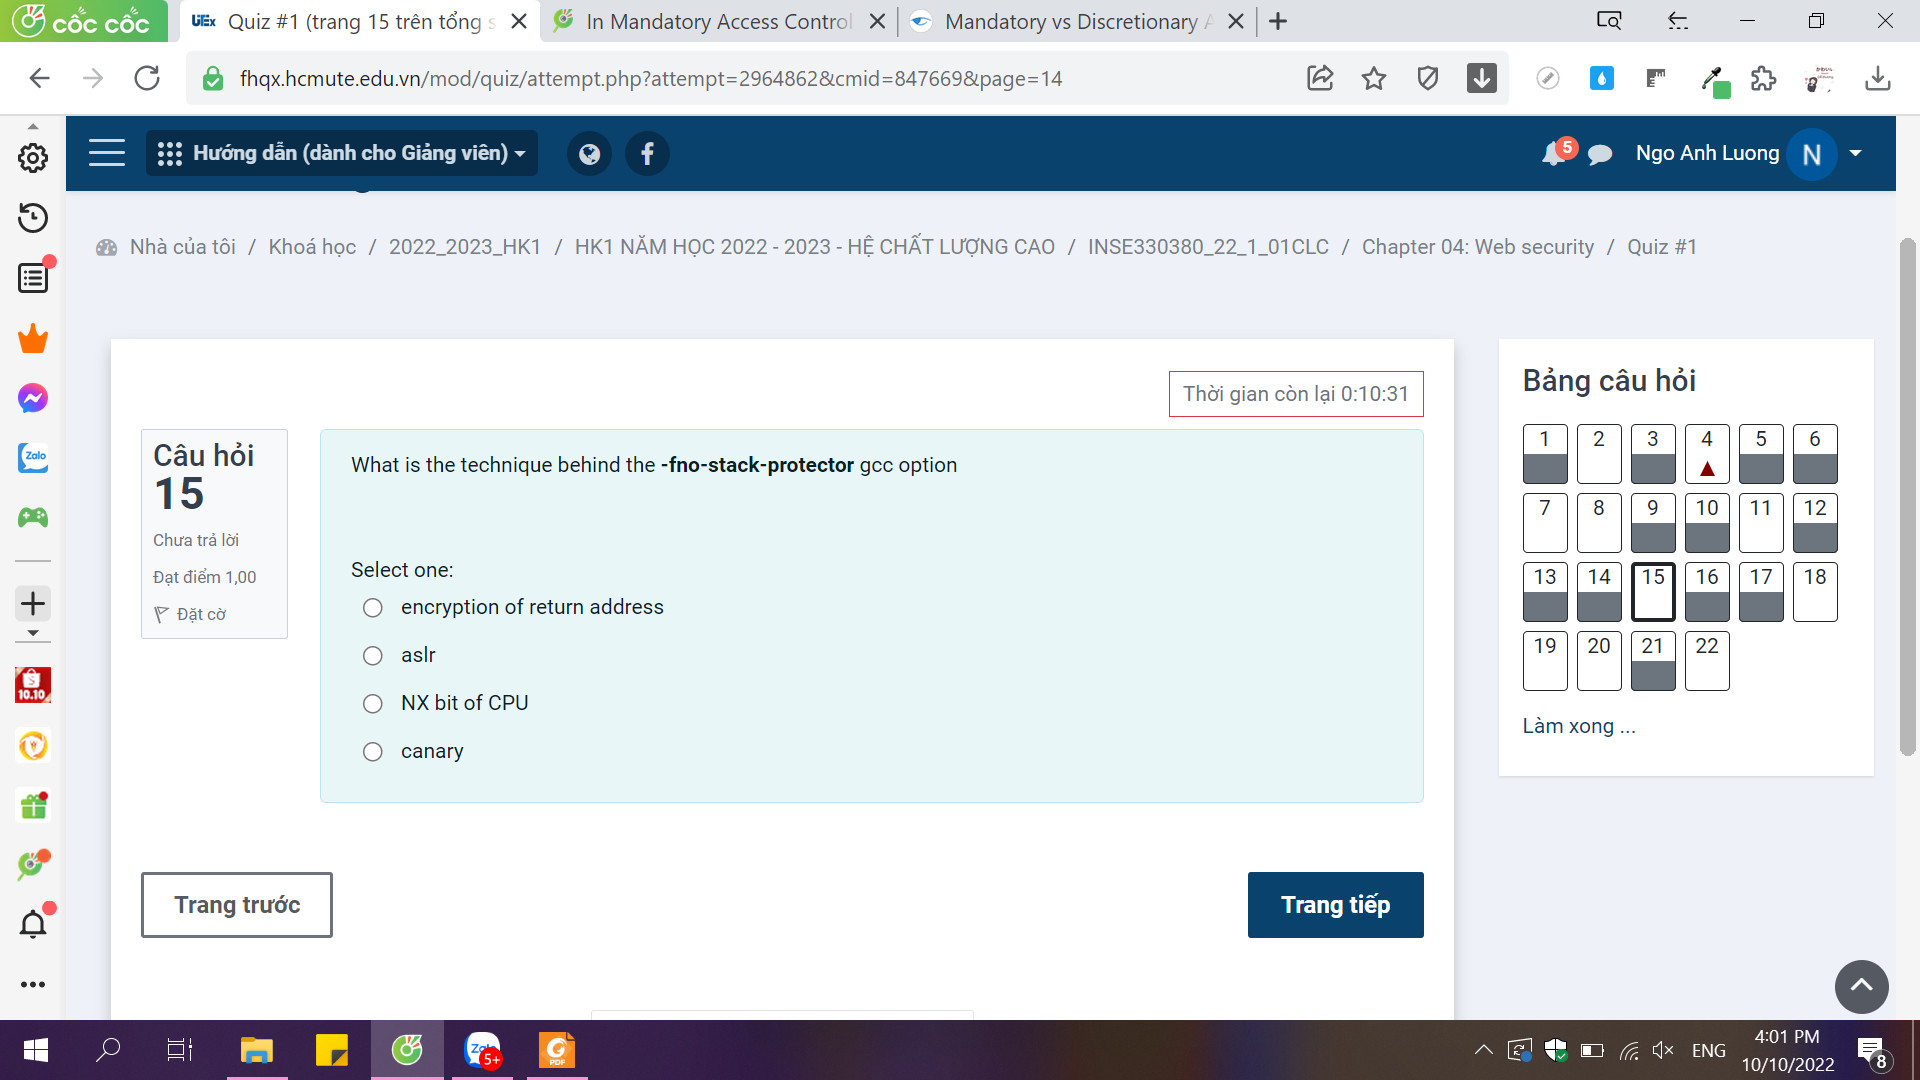 cốc cốc
UEx Quiz #1 (trang 15 trên tổng s
In Mandatory Access Control
Mandatory vs Discretionary A
fhqx.hcmute.edu.vn/mod/quiz/attempt.php?attempt=2964862&cmid=847669&page=14
Hướng dẫn (dành cho Giảng viên)
5
Ngo Anh Luong
N
Nhà của tôi / Khoá học / 2022_2023_HK1 / HK1 NĂM HỌC 2022 - 2023 - HỆ CHẤT LƯỢNG CAO / INSE330380_22_1_01CLC / Chapter 04: Web security / Quiz #1
Thời gian còn lại 0:10:31
Câu hỏi
15
Chưa trả lời
Đạt điểm 1,00
Đặt cờ
What is the technique behind the -fno-stack-protector gcc option
Select one:
encryption of return address
aslr
NX bit of CPU
canary
Trang trước
Trang tiếp
Bảng câu hỏi
1 2 3 4 5 6
7 8 9 10 11 12
13 14 15 16 17 18
19 20 21 22
Làm xong ...
Zalo
10.10
Zalo
5+
PDF
ENG
4:01 PM
10/10/2022
8